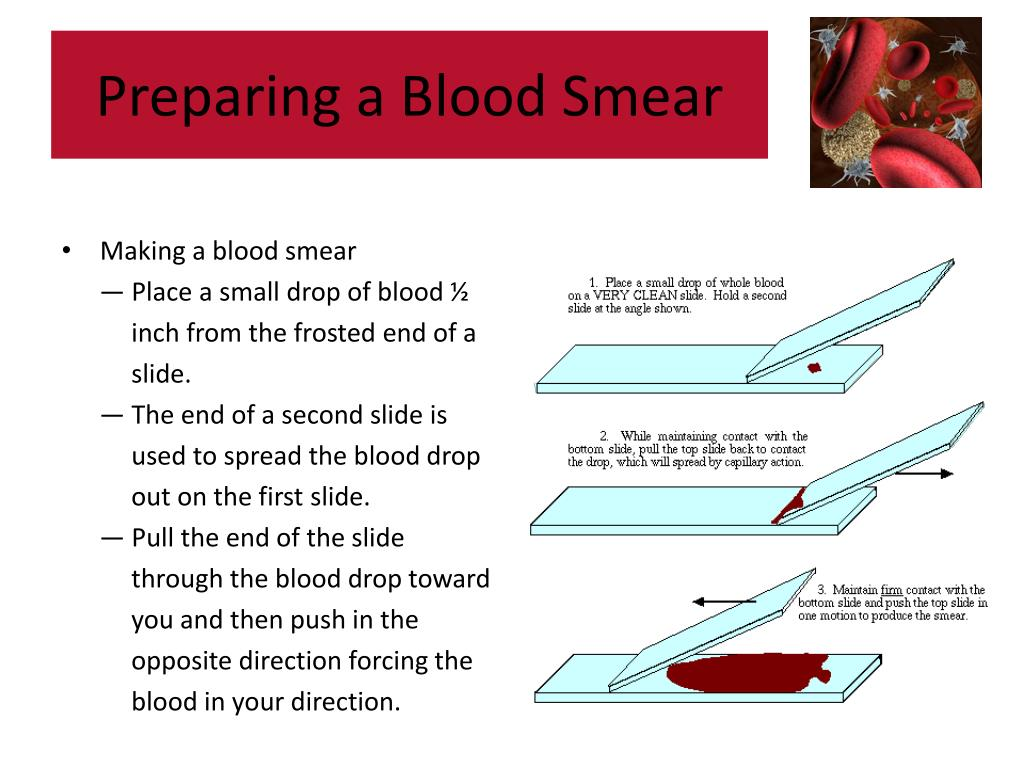 Preparing a Blood Smear
• Making a blood smear
— Place a small drop of blood ½
inch from the frosted end of a
slide.
— The end of a second slide is
used to spread the blood drop
out on the first slide.
— Pull the end of the slide
through the blood drop toward
you and then push in the
opposite direction forcing the
blood in your direction.
1. Place a small drop of whole blood
on a VERY CLEAN slide. Hold a second
slide at the angle shown.
2. While maintaining contact with the
bottom slide, pull the top slide back to contact
the drop, which will spread by capillary action.
3. Maintain firm contact with the
bottom slide and push the top slide in
one motion to produce the smear.